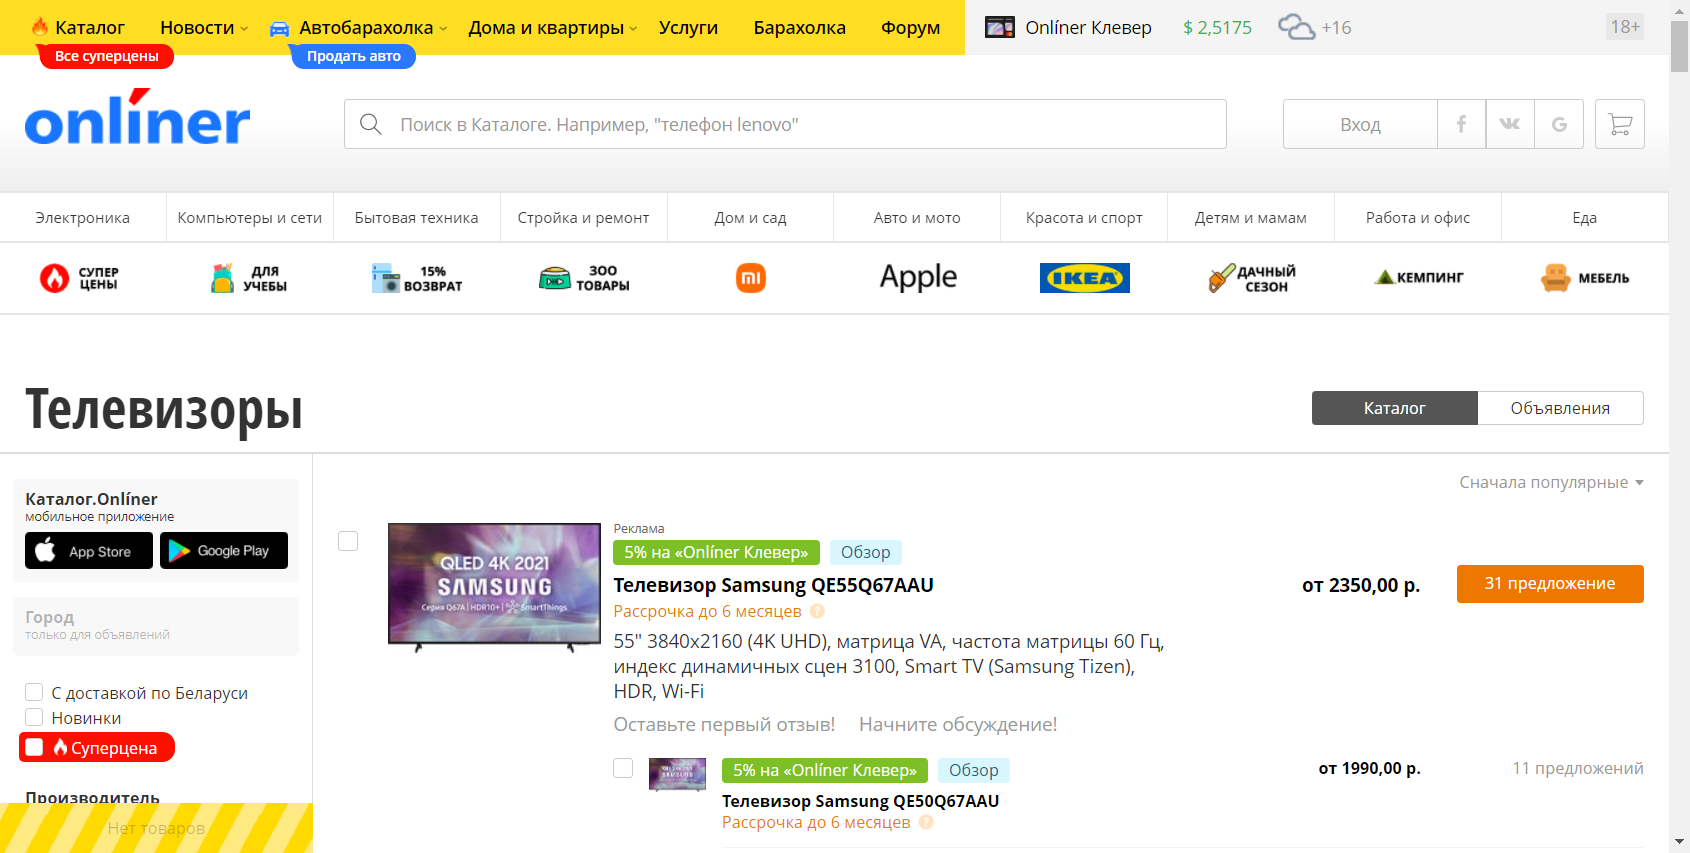 Каталог Новости Автобарахолка Дома и квартиры Услуги Барахолка Форум Onlíner Клевер $ 2,5175 +16 18+
Все суперцены Продать авто
onlíner
Поиск в Каталоге. Например, "телефон lenovo"
Вход
Электроника Компьютеры и сети Бытовая техника Стройка и ремонт Дом и сад Авто и мото Красота и спорт Детям и мамам Работа и офис Еда
СУПЕР ЦЕНЫ
ДЛЯ УЧЕБЫ
15% ВОЗВРАТ
ЗОО ТОВАРЫ
mi
Apple
IKEA
ДАЧНЫЙ СЕЗОН
КЕМПИНГ
МЕБЕЛЬ
Телевизоры
Каталог Объявления
Каталог.Onlíner
мобильное приложение
App Store Google Play
Город
только для объявлений
С доставкой по Беларуси
Новинки
Суперцена
Производитель
Нет товаров
Сначала популярные
QLED 4K 2021
SAMSUNG
Серия Q67A | HDR10+ | SmartThings
Реклама
5% на «Onlíner Клевер» Обзор
Телевизор Samsung QE55Q67AAU
от 2350,00 р.
31 предложение
Рассрочка до 6 месяцев ?
55" 3840x2160 (4K UHD), матрица VA, частота матрицы 60 Гц,
индекс динамичных сцен 3100, Smart TV (Samsung Tizen),
HDR, Wi-Fi
Оставьте первый отзыв! Начните обсуждение!
SAMSUNG
5% на «Onlíner Клевер» Обзор
от 1990,00 р.
11 предложений
Телевизор Samsung QE50Q67AAU
Рассрочка до 6 месяцев ?